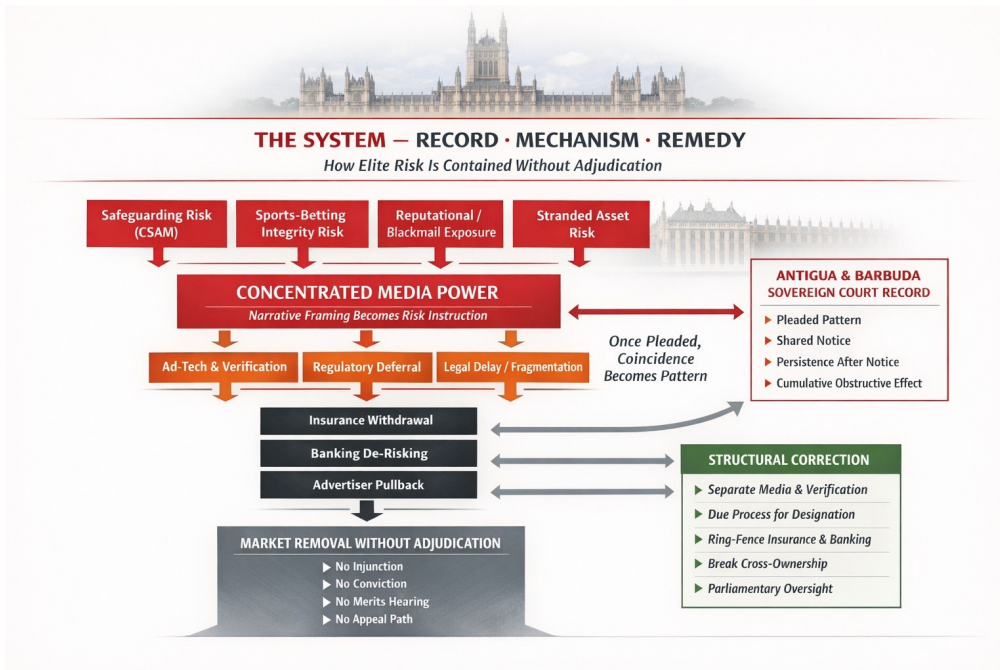 THE SYSTEM — RECORD · MECHANISM · REMEDY
How Elite Risk Is Contained Without Adjudication
Safeguarding Risk
(CSAM)
Sports-Betting
Integrity Risk
Reputational /
Blackmail Exposure
Stranded Asset
Risk
CONCENTRATED MEDIA POWER
Narrative Framing Becomes Risk Instruction
Ad-Tech & Verification
Regulatory Deferral
Legal Delay / Fragmentation
Once Pleaded,
Coincidence
Becomes Pattern
ANTIGUA & BARBUDA
SOVEREIGN COURT RECORD
Pleaded Pattern
Shared Notice
Persistence After Notice
Cumulative Obstructive Effect
Insurance Withdrawal
Banking De-Risking
Advertiser Pullback
MARKET REMOVAL WITHOUT ADJUDICATION
No Injunction
No Conviction
No Merits Hearing
No Appeal Path
STRUCTURAL CORRECTION
Separate Media & Verification
Due Process for Designation
Ring-Fence Insurance & Banking
Break Cross-Ownership
Parliamentary Oversight